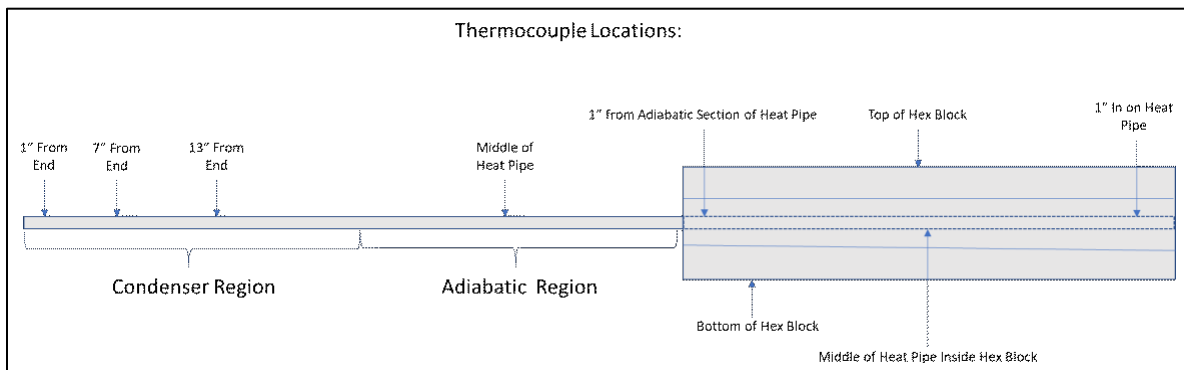 Thermocouple Locations:
1” From Adiabatic Section of Heat Pipe
Top of Hex Block
1” In on Heat
Pipe
1” From
End
7” From
End
13” From
End
Middle of
Heat Pipe
Condenser Region
Adiabatic Region
Bottom of Hex Block
Middle of Heat Pipe Inside Hex Block